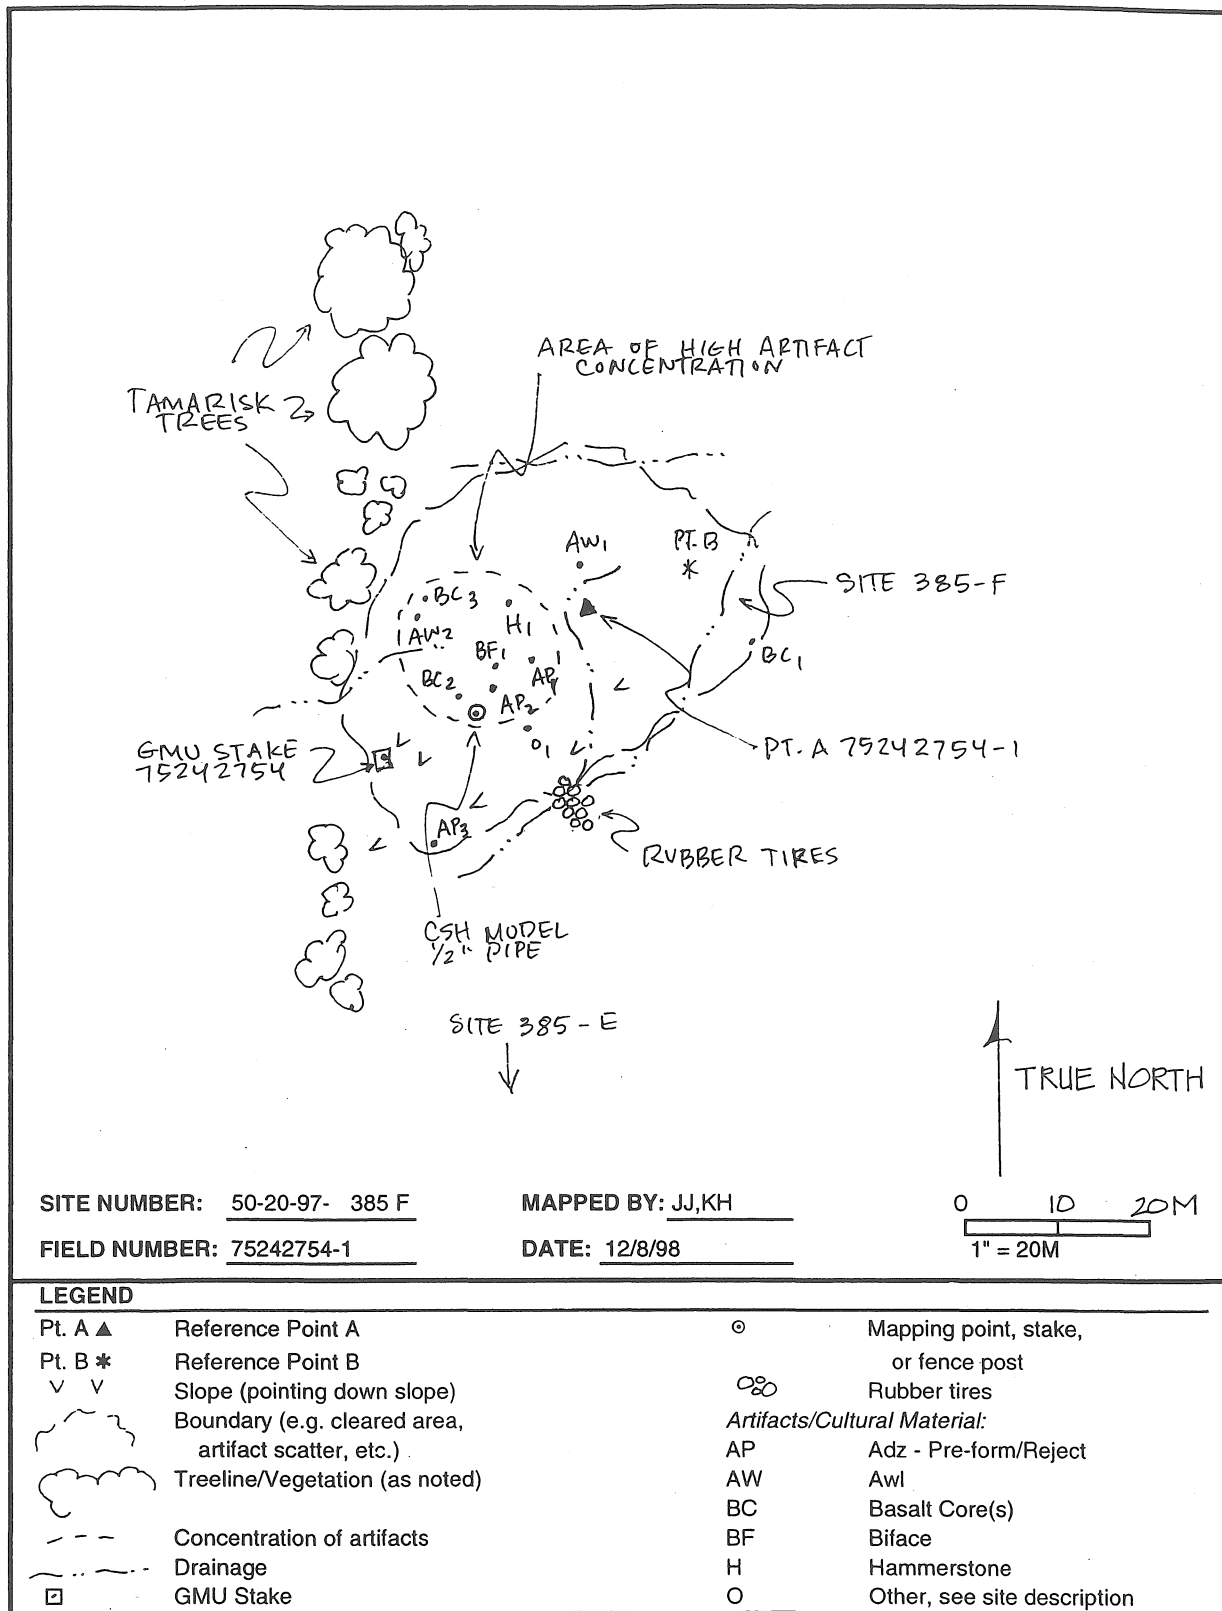 AREA OF HIGH ARTIFACT
CONCENTRATION
TAMARISK
TREES
AW1
PT. B
SITE 385-F
BC3
H1
AW2
BF1
BC1
AP1
BC2
AP2
O1
GMU STAKE
75242754
PT. A 75242754-1
AP3
RUBBER TIRES
CSH MODEL
1/2" PIPE
SITE 385-E
TRUE NORTH
SITE NUMBER: 50-20-97- 385 F
MAPPED BY: JJ,KH
0 10 20M
FIELD NUMBER: 75242754-1
DATE: 12/8/98
1" = 20M
LEGEND
Pt. A ▲ Reference Point A
Pt. B * Reference Point B
Slope (pointing down slope)
Boundary (e.g. cleared area,
artifact scatter, etc.)
Treeline/Vegetation (as noted)
Concentration of artifacts
Drainage
GMU Stake
Mapping point, stake,
or fence post
Rubber tires
Artifacts/Cultural Material:
AP Adz - Pre-form/Reject
AW Awl
BC Basalt Core(s)
BF Biface
H Hammerstone
O Other, see site description